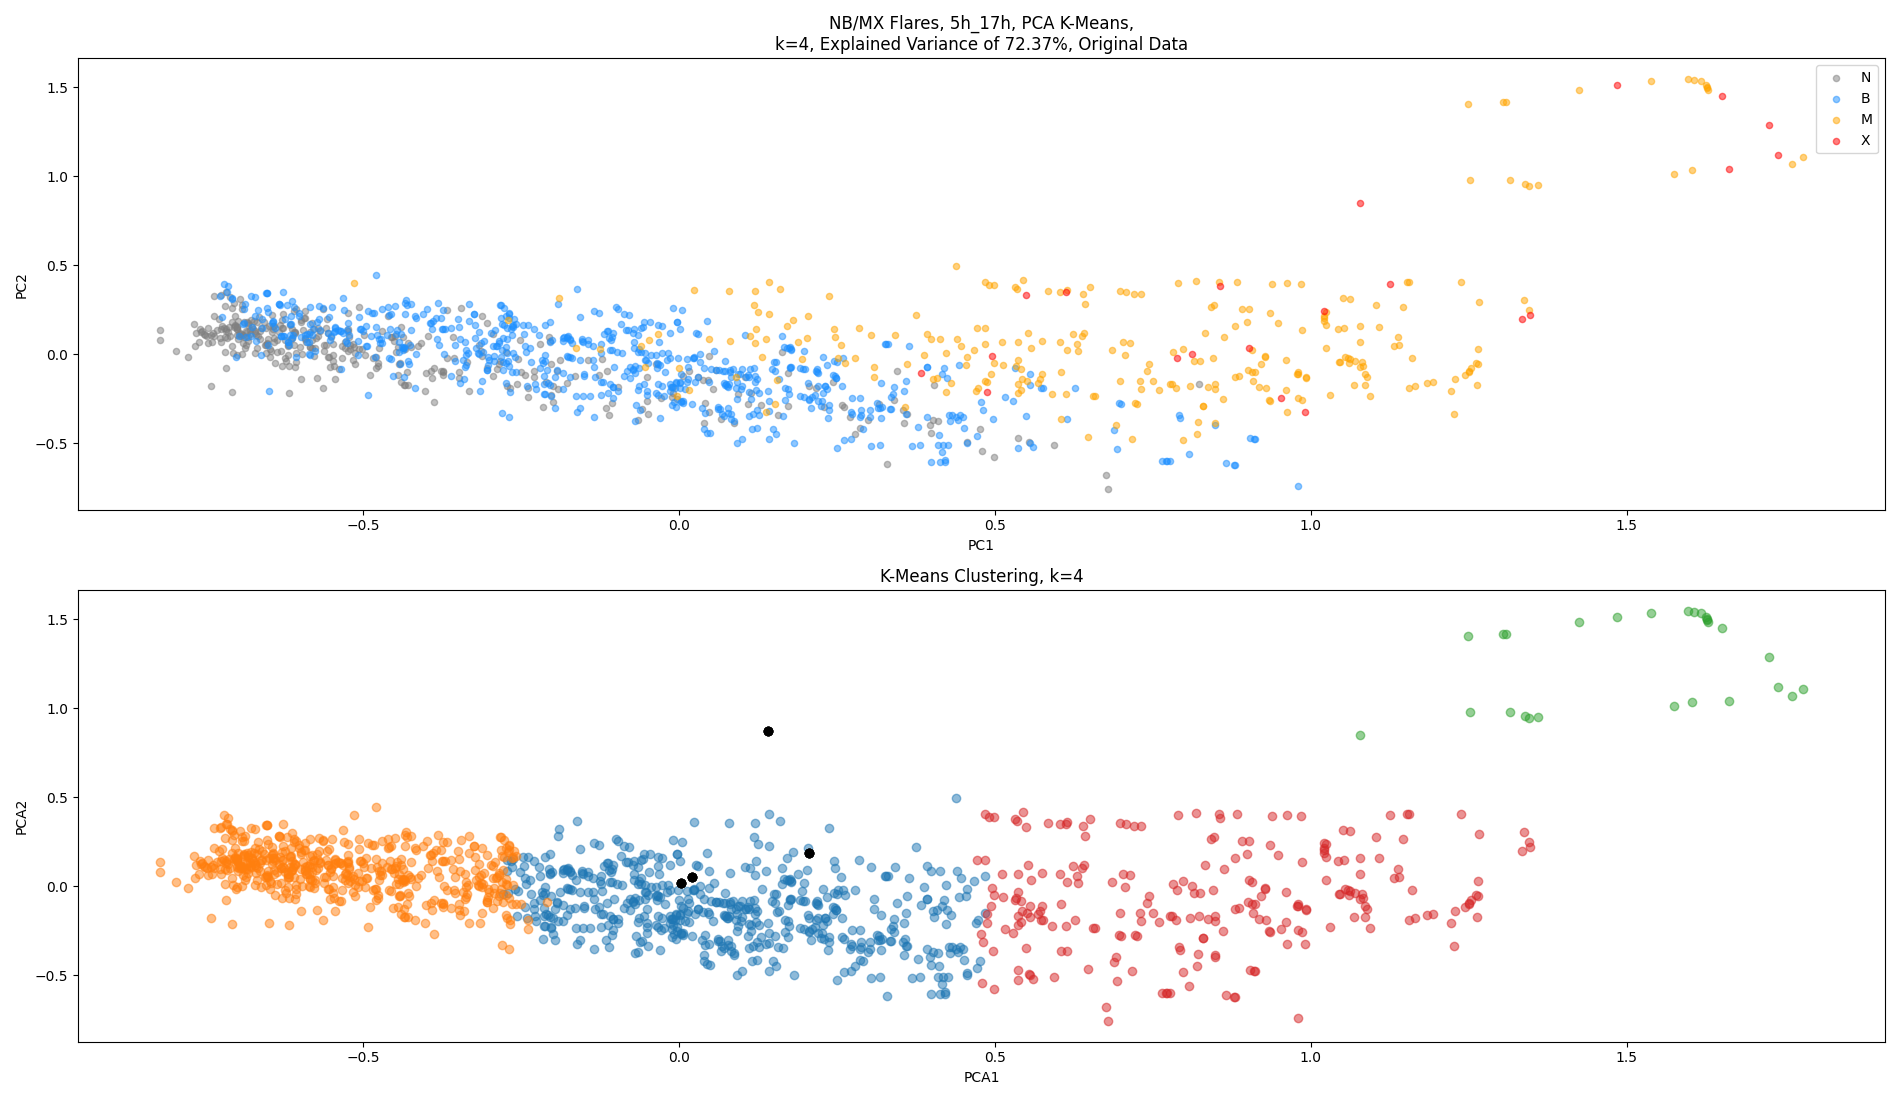 NB/MX Flares, 5h_17h, PCA K-Means,
k=4, Explained Variance of 72.37%, Original Data
N
B
M
X
1.5
1.0
0.5
0.0
−0.5
PC2
−0.5
0.0
0.5
1.0
1.5
PC1
K-Means Clustering, k=4
1.5
1.0
0.5
0.0
−0.5
PCA2
−0.5
0.0
0.5
1.0
1.5
PCA1